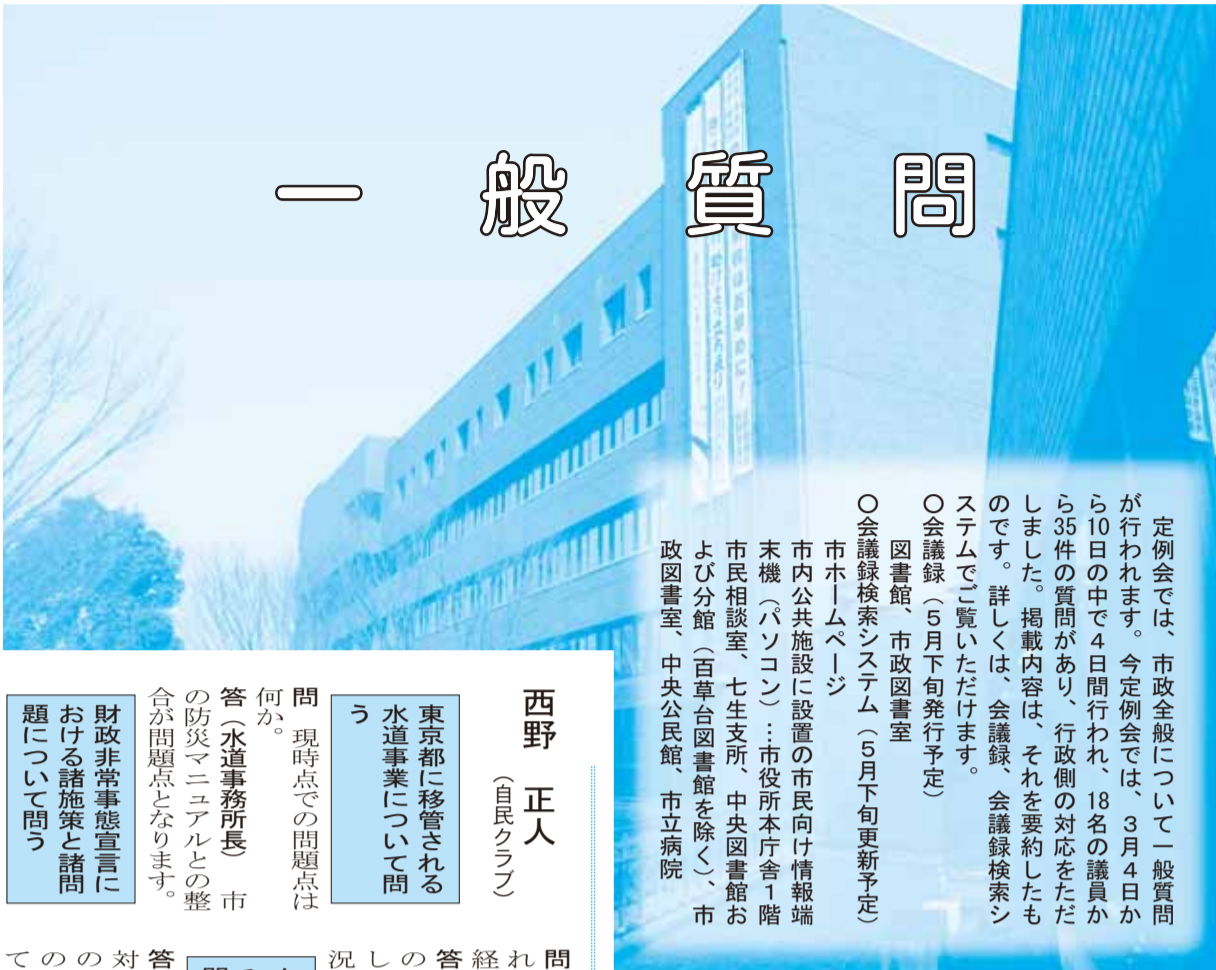 一般質問
定例会では、市政全般について一般質問
が行われます。今定例会では、3月4日か
ら10日の中で4日間行われ、18名の議員か
ら35件の質問があり、行政側の対応をただ
しました。掲載内容は、それを要約したも
のです。詳しくは、会議録、会議録検索シ
ステムでご覧いただけます。
〇会議録（5月下旬発行予定）
図書館、市政図書室
〇会議録検索システム（5月下旬更新予定）
市ホームページ
市内公共施設に設置の市民向け情報端
末機（パソコン）…市役所本庁舎1階
市民相談室、七生支所、中央図書館お
よび分館（百草台図書館を除く）、市
政図書室、中央公民館、市立病院
西野 正人
（自民クラブ）
東京都に移管される
水道事業について問
う
問 現時点での問題点は
何か。
答（水道事務所長） 市
の防災マニュアルとの整
合が問題点となります。
財政非常事態宣言に
おける諸施策と諸問
題について問う
問
れ
経
答
の
し
況
答
対
の
の
て